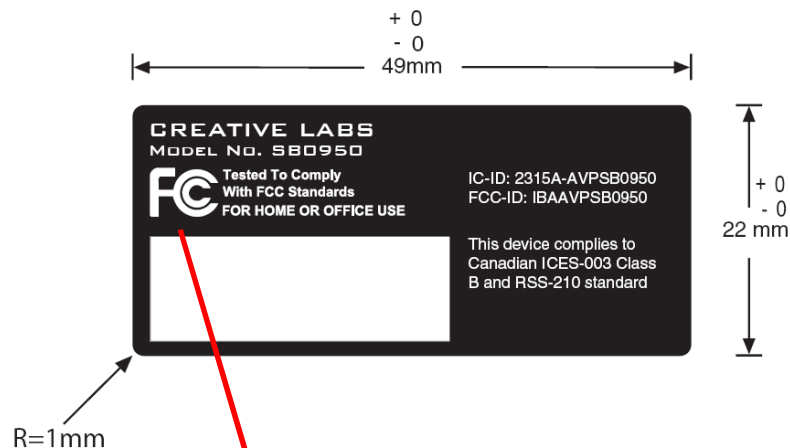 + 0
- 0
49mm
CREATIVE LABS
MODEL NO. SB0950
FC Tested To Comply
With FCC Standards
FOR HOME OR OFFICE USE
IC-ID: 2315A-AVPSB0950
FCC-ID: IBAAVPSB0950
This device complies to
Canadian ICES-003 Class
B and RSS-210 standard
+ 0
- 0
22 mm
R=1mm